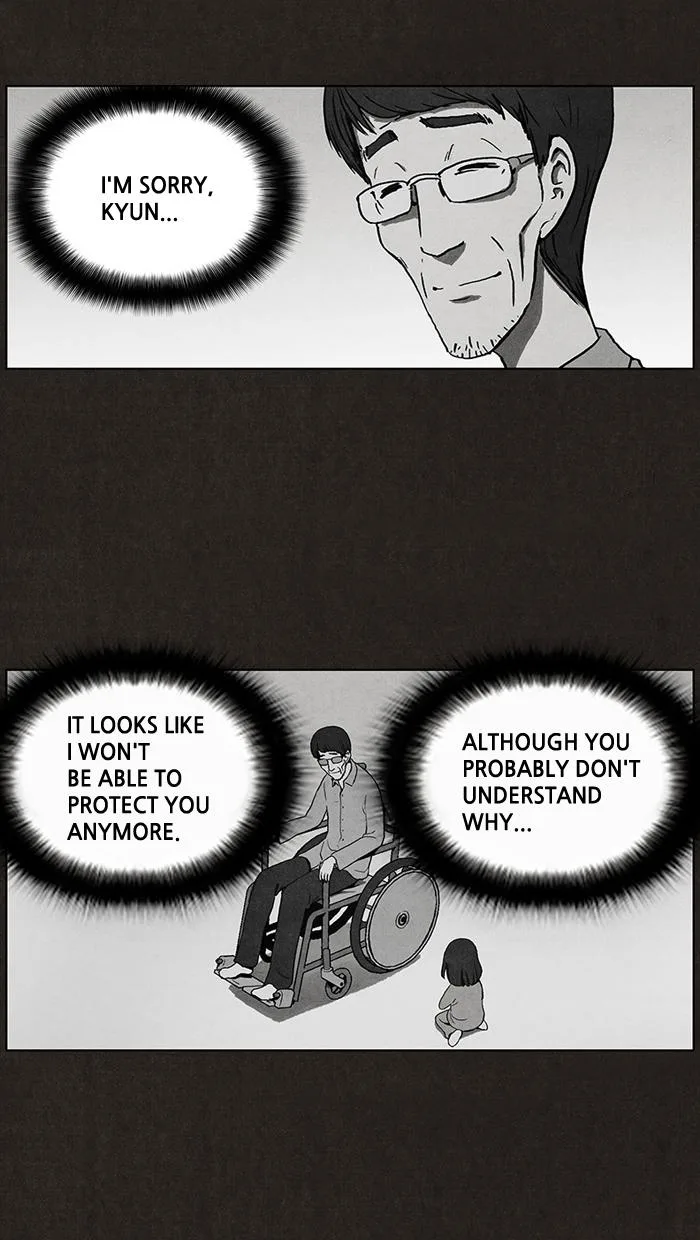 I'M SORRY,
KYUN...
IT LOOKS LIKE
I WON'T
BE ABLE TO
PROTECT YOU
ANYMORE.
ALTHOUGH YOU
PROBABLY DON'T
UNDERSTAND
WHY...